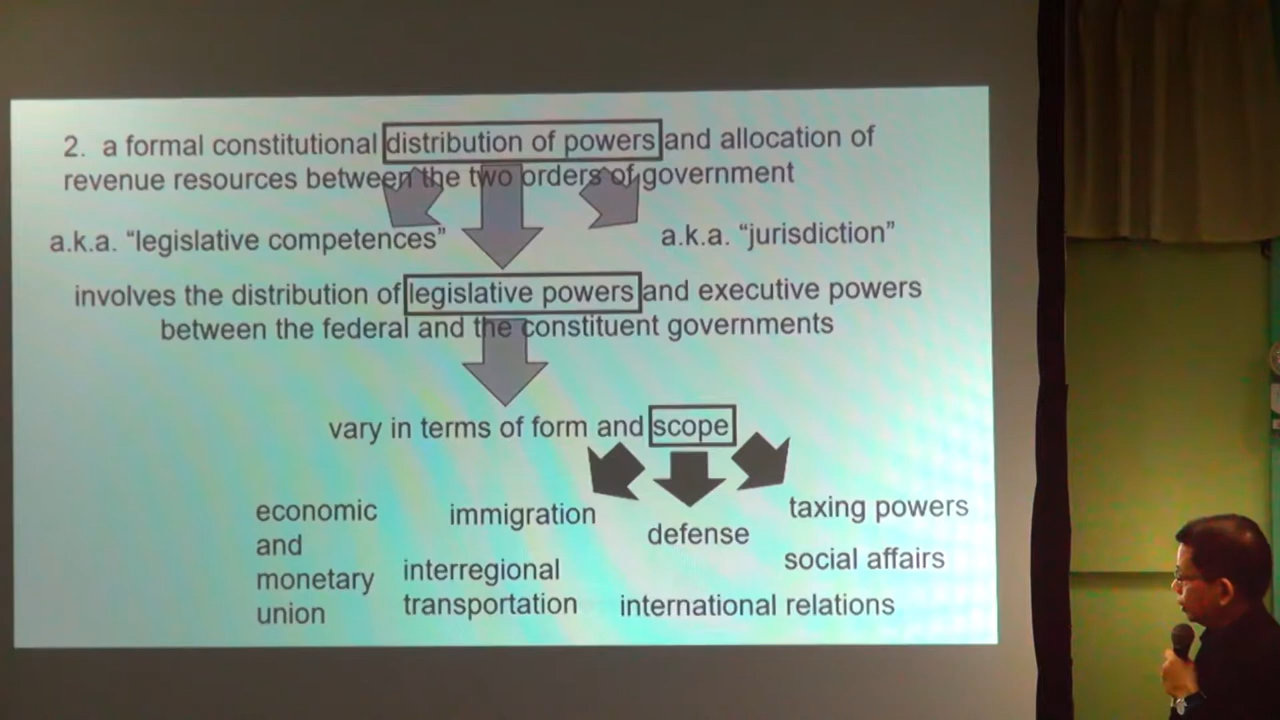 2. a formal constitutional distribution of powers and allocation of
revenue resources between the two orders of government
a.k.a. “legislative competences”
a.k.a. “jurisdiction”
involves the distribution of legislative powers and executive powers
between the federal and the constituent governments
vary in terms of form and scope
economic
and
monetary
union
immigration
interregional
transportation
defense
international relations
taxing powers
social affairs